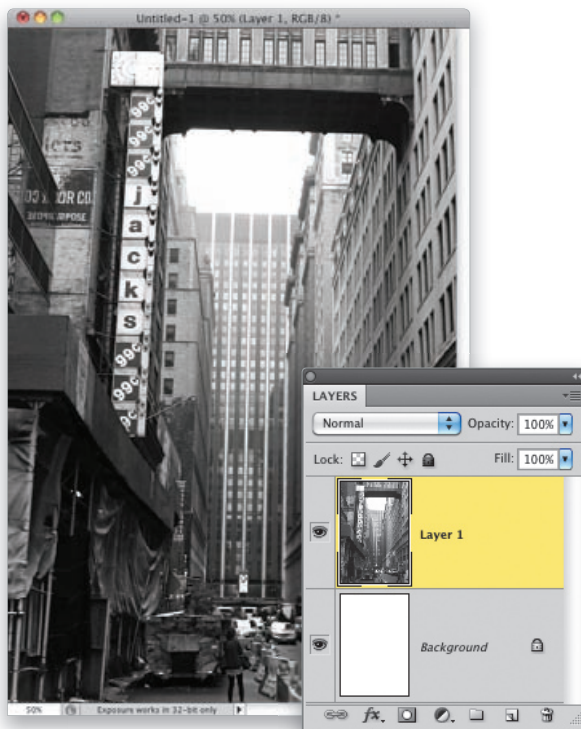 Untitled-1 @ 50% (Layer 1, RGB/8) *
99¢
99¢
99¢
j
a
c
k
s
99¢
99¢
99¢
LAYERS
Normal
Opacity: 100%
Lock:
Fill: 100%
Layer 1
Background
fx
50%
Exposure works in 32-bit only